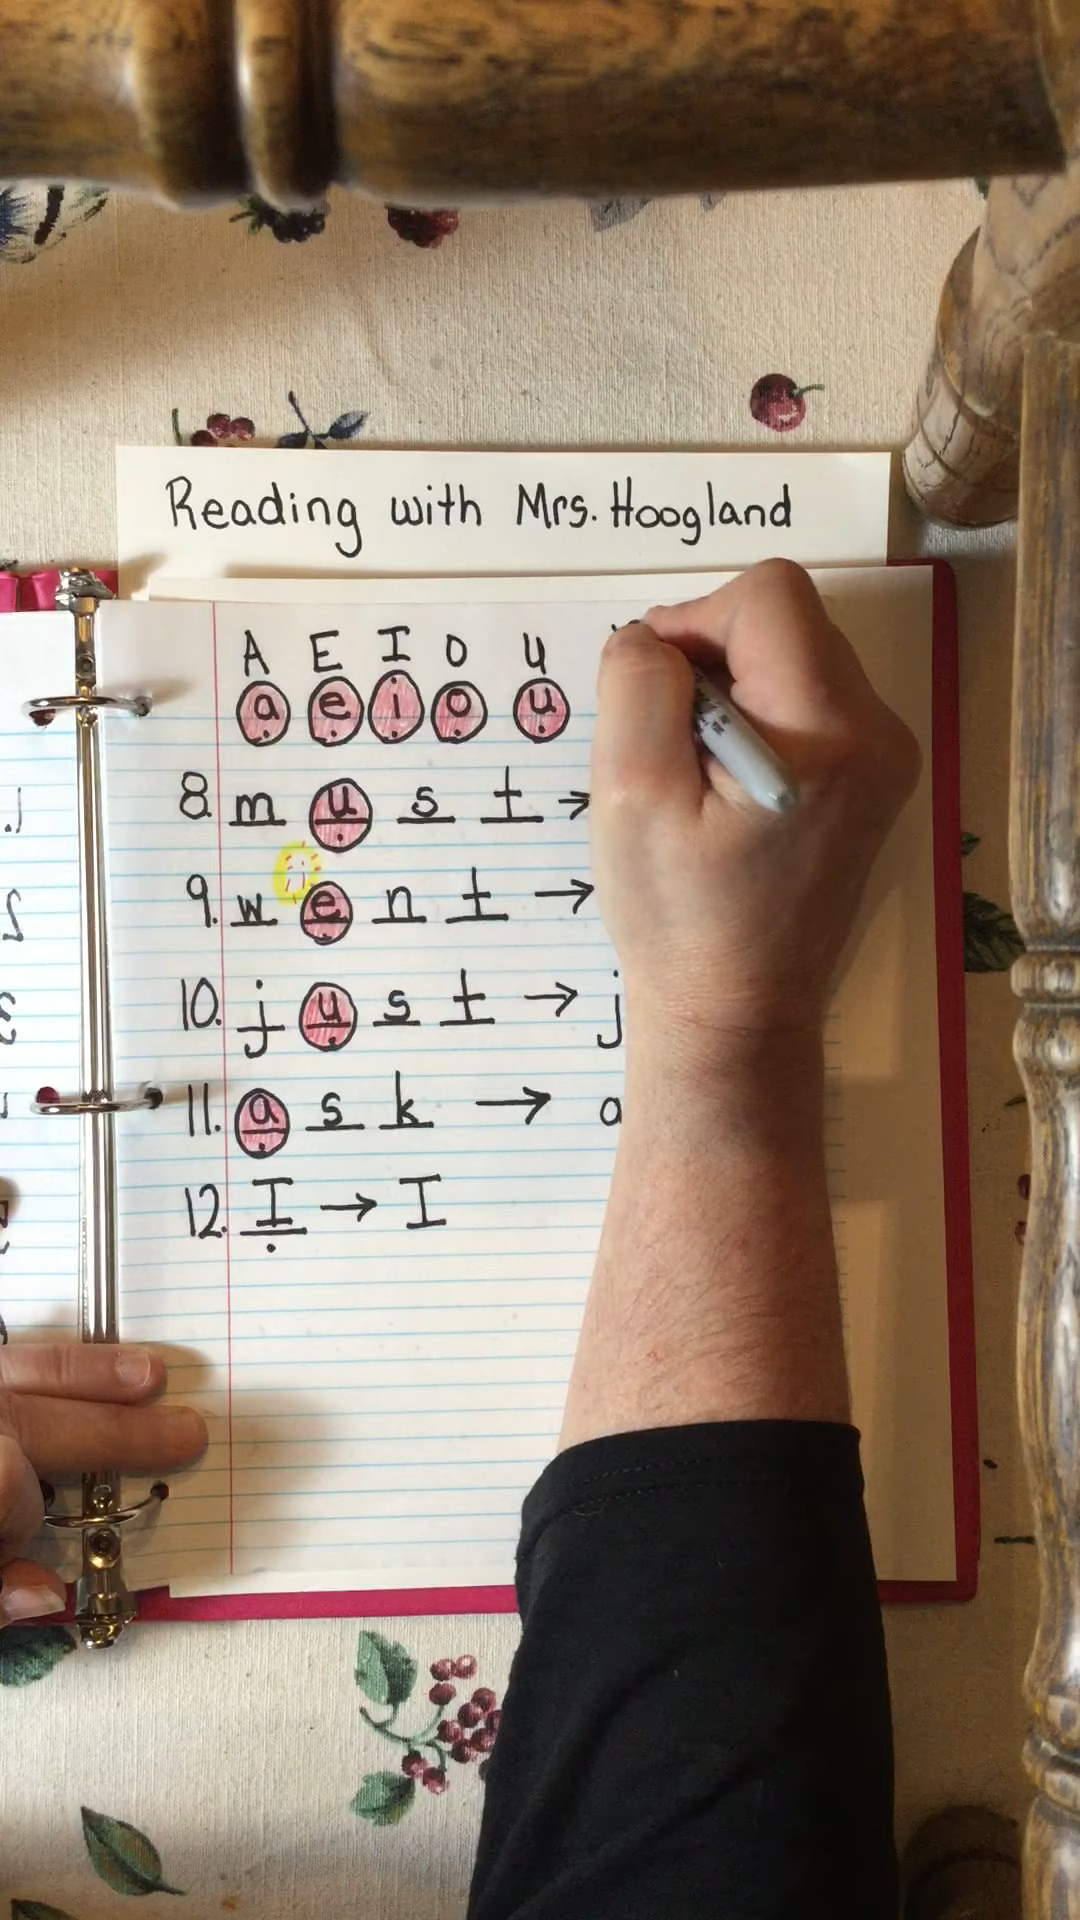 Reading with Mrs. Hoogland
A E I O U
a e i o u
8. m u s t →
9. w e n t →
10. j u s t → j
11. a s k → a
12. I → I